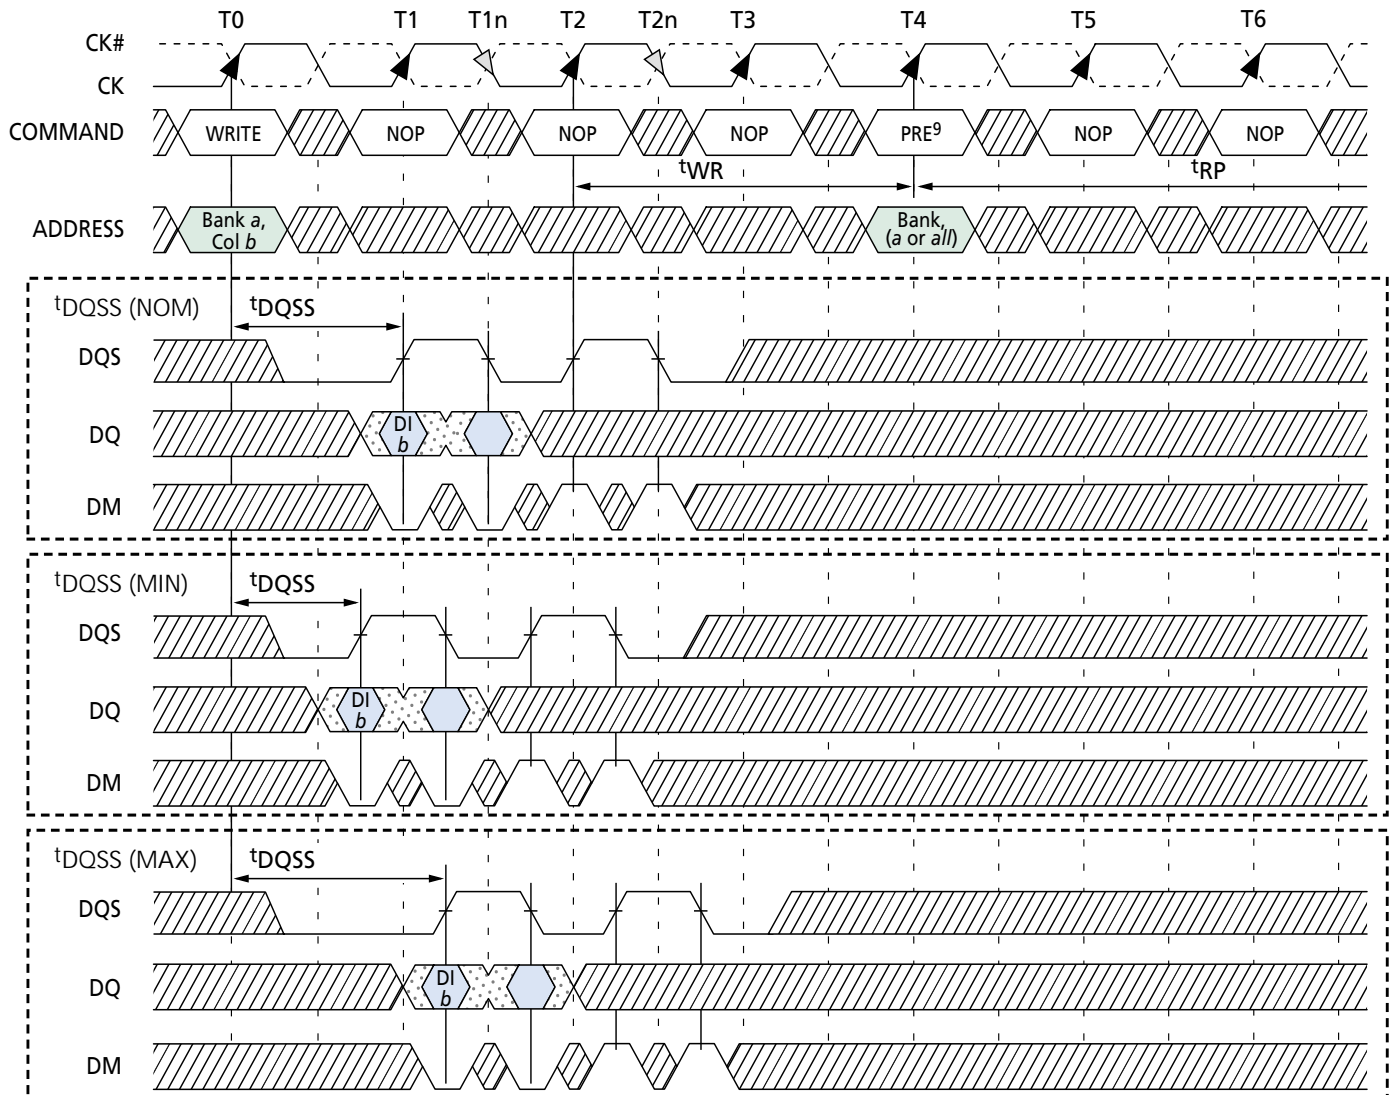 T0 T1 T1n T2 T2n T3 T4 T5 T6
CK#
CK
COMMAND WRITE NOP NOP NOP PRE9 NOP NOP
tWR tRP
ADDRESS Bank a, Col b Bank, (a or all)
tDQSS (NOM) tDQSS
DQS
DQ DI b
DM
tDQSS (MIN) tDQSS
DQS
DQ DI b
DM
tDQSS (MAX) tDQSS
DQS
DQ DI b
DM